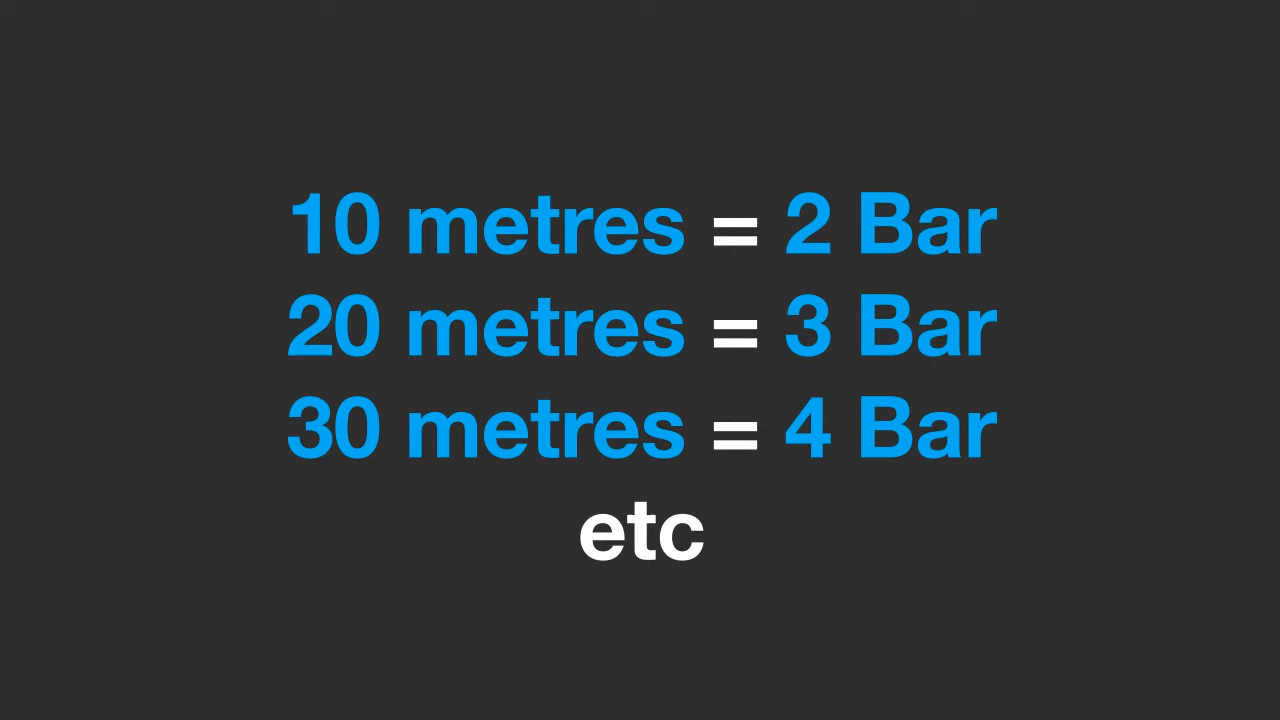 10 metres = 2 Bar
20 metres = 3 Bar
30 metres = 4 Bar
etc